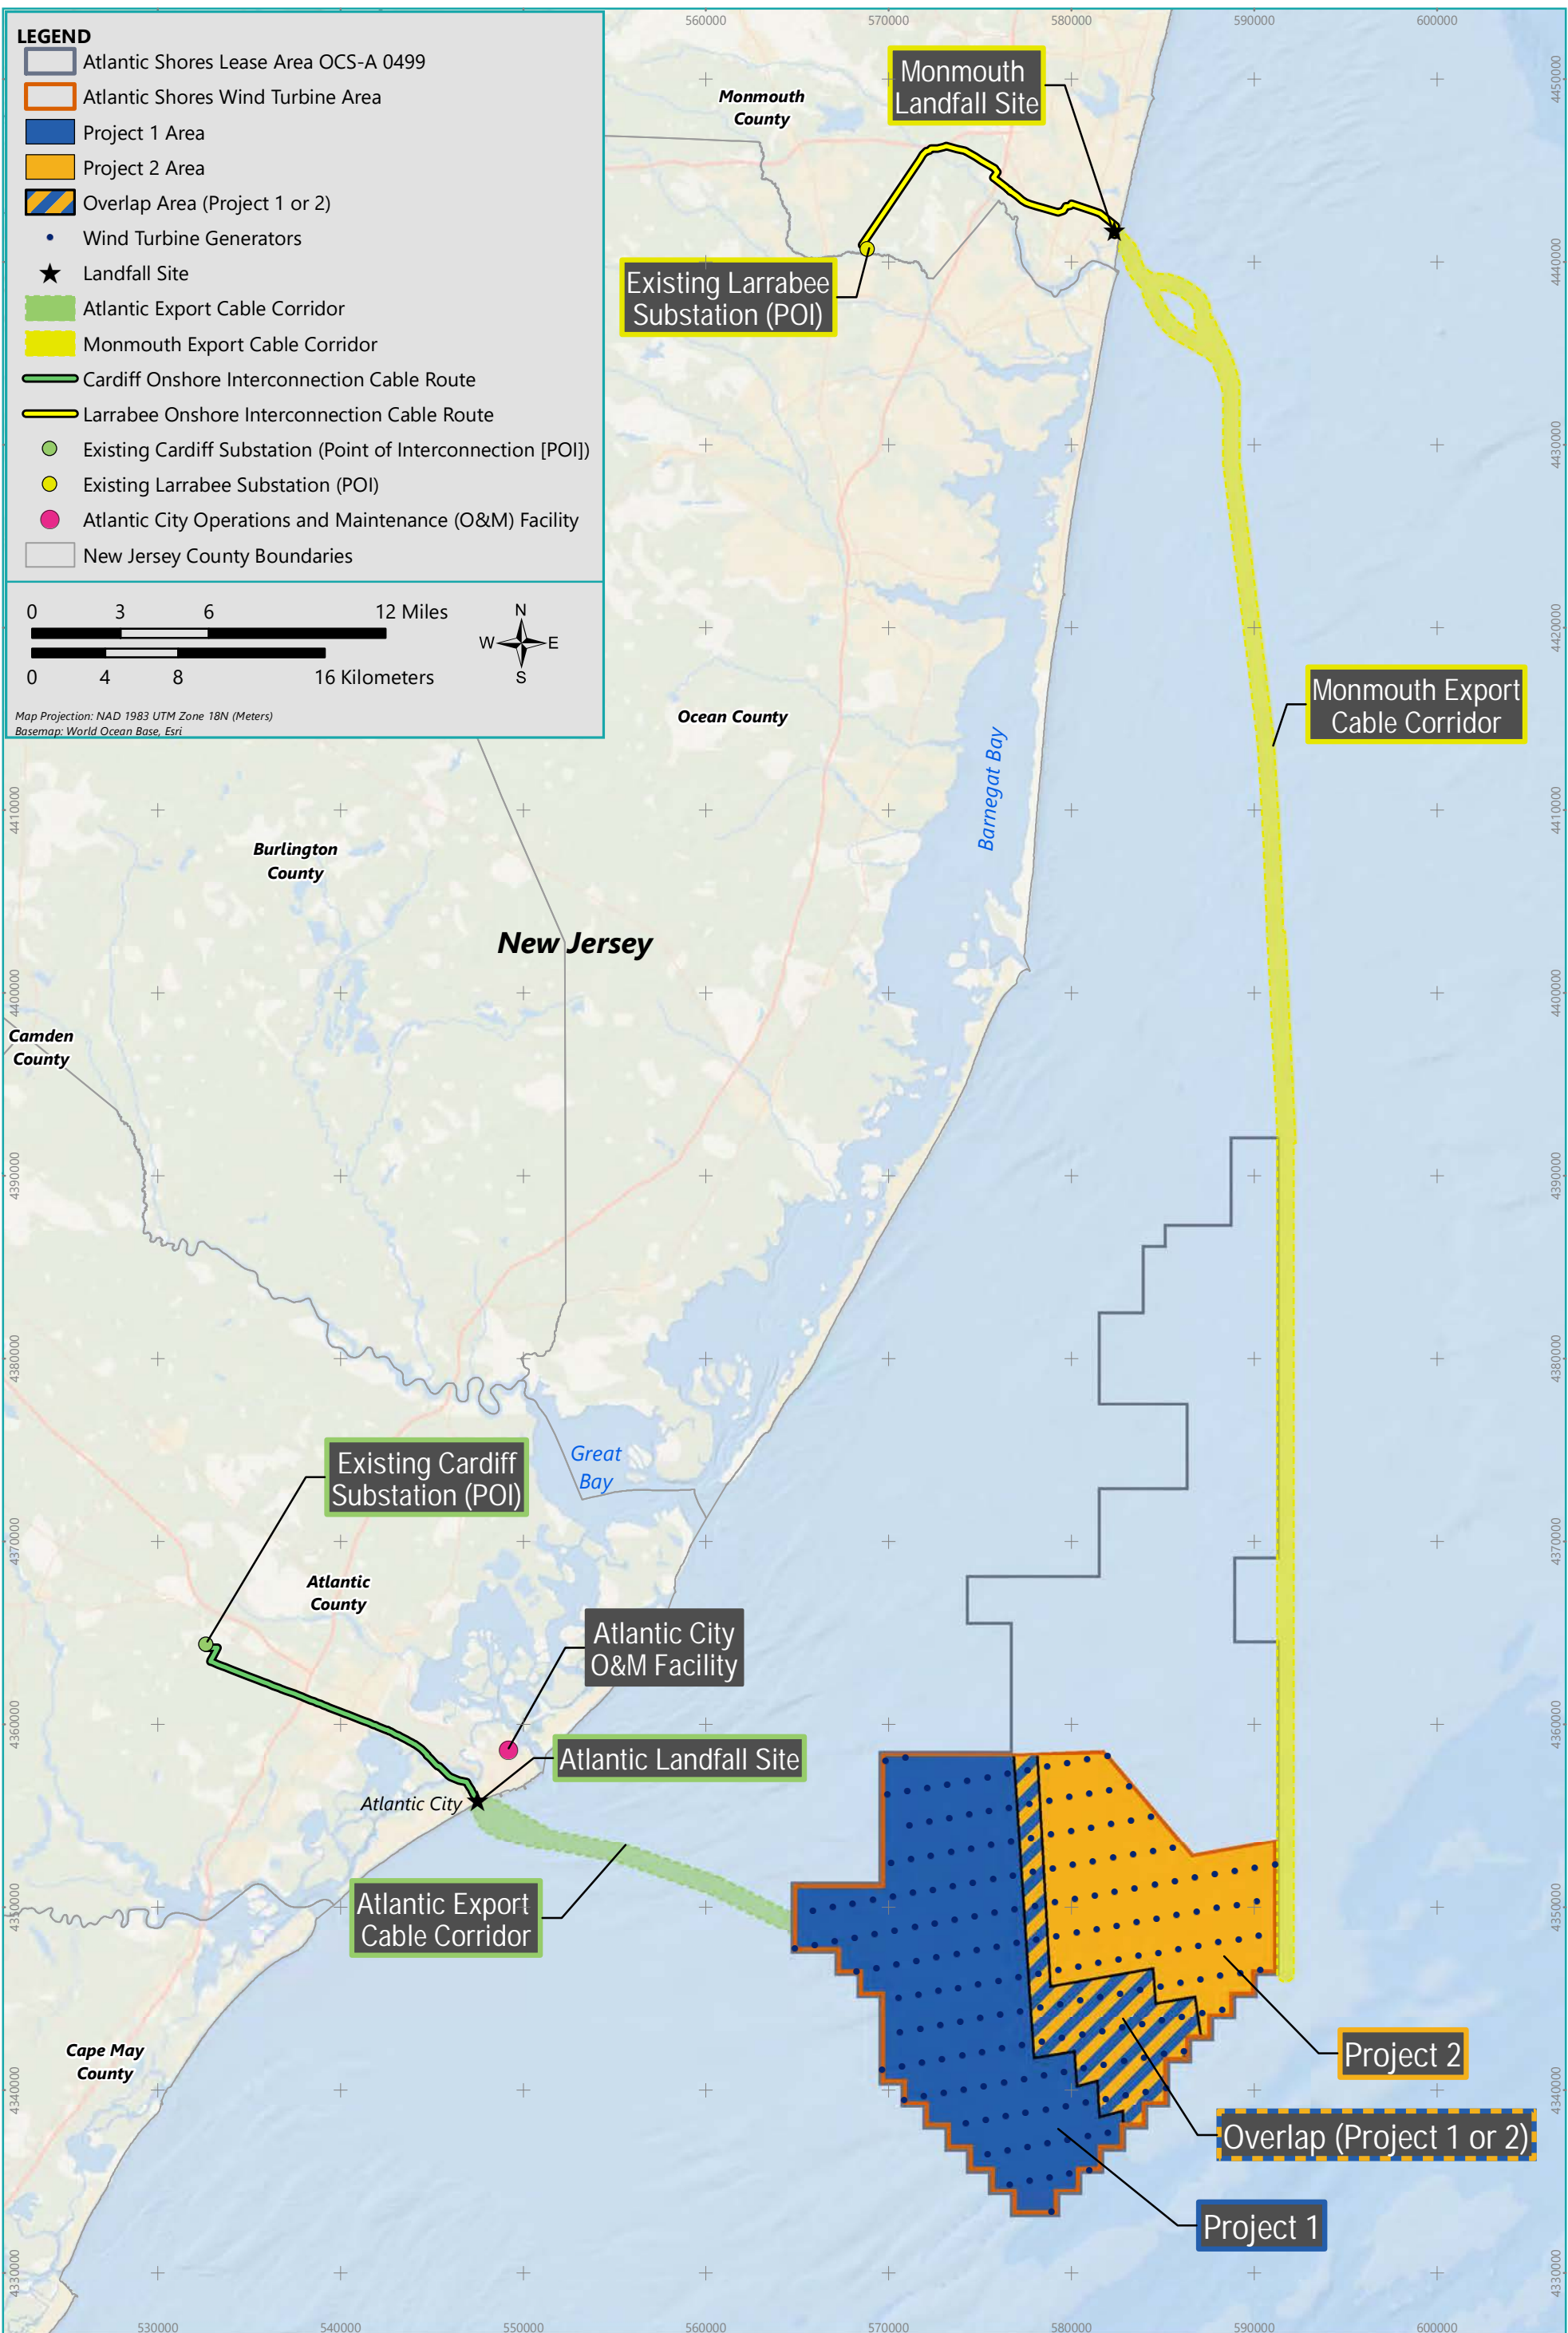 560000 570000 580000 590000 600000
LEGEND
Atlantic Shores Lease Area OCS-A 0499
Atlantic Shores Wind Turbine Area
Project 1 Area
Project 2 Area
Overlap Area (Project 1 or 2)
Wind Turbine Generators
Landfall Site
Atlantic Export Cable Corridor
Monmouth Export Cable Corridor
Cardiff Onshore Interconnection Cable Route
Larrabee Onshore Interconnection Cable Route
Existing Cardiff Substation (Point of Interconnection [POI])
Existing Larrabee Substation (POI)
Atlantic City Operations and Maintenance (O&M) Facility
New Jersey County Boundaries
0 3 6 12 Miles
0 4 8 16 Kilometers
N
W E
S
Map Projection: NAD 1983 UTM Zone 18N (Meters)
Basemap: World Ocean Base, Esri
Monmouth
Landfall Site
Monmouth
County
Existing Larrabee
Substation (POI)
Monmouth Export
Cable Corridor
Ocean County
Barnegat Bay
Burlington
County
New Jersey
Camden
County
Great
Bay
Existing Cardiff
Substation (POI)
Atlantic
County
Atlantic City
O&M Facility
Atlantic Landfall Site
Atlantic City
Atlantic Export
Cable Corridor
Cape May
County
Project 2
Overlap (Project 1 or 2)
Project 1
4450000
4440000
4430000
4420000
4410000
4400000
4390000
4380000
4370000
4360000
4350000
4340000
4330000
4410000
4400000
4390000
4380000
4370000
4360000
4350000
4340000
4330000
530000 540000 550000 560000 570000 580000 590000 600000